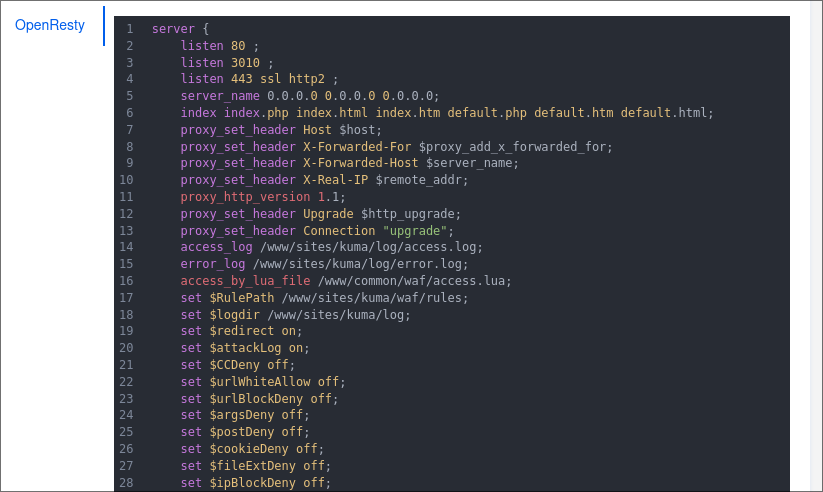 OpenResty
1 server {
2 listen 80 ;
3 listen 3010 ;
4 listen 443 ssl http2 ;
5 server_name 0.0.0.0 0.0.0.0 0.0.0.0;
6 index index.php index.html index.htm default.php default.htm default.html;
7 proxy_set_header Host $host;
8 proxy_set_header X-Forwarded-For $proxy_add_x_forwarded_for;
9 proxy_set_header X-Forwarded-Host $server_name;
10 proxy_set_header X-Real-IP $remote_addr;
11 proxy_http_version 1.1;
12 proxy_set_header Upgrade $http_upgrade;
13 proxy_set_header Connection "upgrade";
14 access_log /www/sites/kuma/log/access.log;
15 error_log /www/sites/kuma/log/error.log;
16 access_by_lua_file /www/common/waf/access.lua;
17 set $RulePath /www/sites/kuma/waf/rules;
18 set $logdir /www/sites/kuma/log;
19 set $redirect on;
20 set $attackLog on;
21 set $CCDeny off;
22 set $urlWhiteAllow off;
23 set $urlBlockDeny off;
24 set $argsDeny off;
25 set $postDeny off;
26 set $cookieDeny off;
27 set $fileExtDeny off;
28 set $ipBlockDeny off;